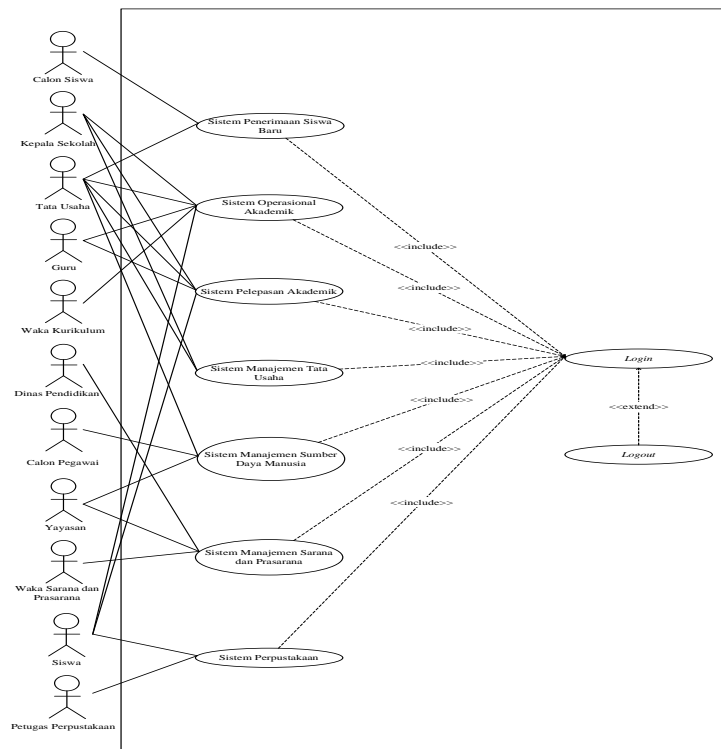 Calon Siswa
Kepala Sekolah
Tata Usaha
Guru
Waka Kurikulum
Dinas Pendidikan
Calon Pegawai
Yayasan
Waka Sarana dan
Prasarana
Siswa
Petugas Perpustakaan
Sistem Penerimaan Siswa
Baru
Sistem Operasional
Akademik
Sistem Pelepasan Akademik
Sistem Manajemen Tata
Usaha
Sistem Manajemen Sumber
Daya Manusia
Sistem Manajemen Sarana
dan Prasarana
Sistem Perpustakaan
<<include>>
<<include>>
<<include>>
<<include>>
<<include>>
<<include>>
<<include>>
Login
<<extend>>
Logout